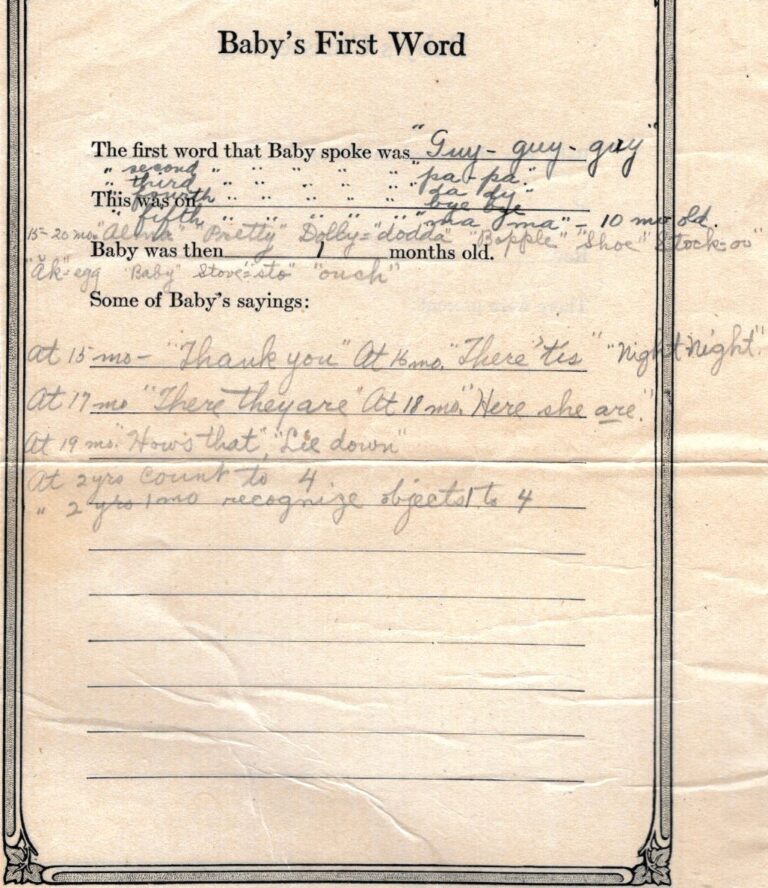 Baby's First Word
The first word that Baby spoke was "Guy - guy - guy"
" second " " " " " " "pa - pa."
" third " " " " " " "da dy"
This was on fourth " " " " " bye bye
" fifth " " " " " " "ma ma" - 10 mo old.
15-20 mo. "Alma" "Pretty" Dolly="dodda" "Bopple" "Shoe" Stock=oo"
Baby was then 7 months old.
"ăk"=egg "Baby" Stove="sto" "ouch"
Some of Baby's sayings:
At 15 mo - "Thank you" At 16 mo. "There 'tis" "Night Night."
At 17 mo "There they are" At 18 mo. "Here she are."
At 19 mo. "How's that", "Lie down"
At 2 yrs count to 4
" 2 yrs 1 mo recognize objects 1 to 4